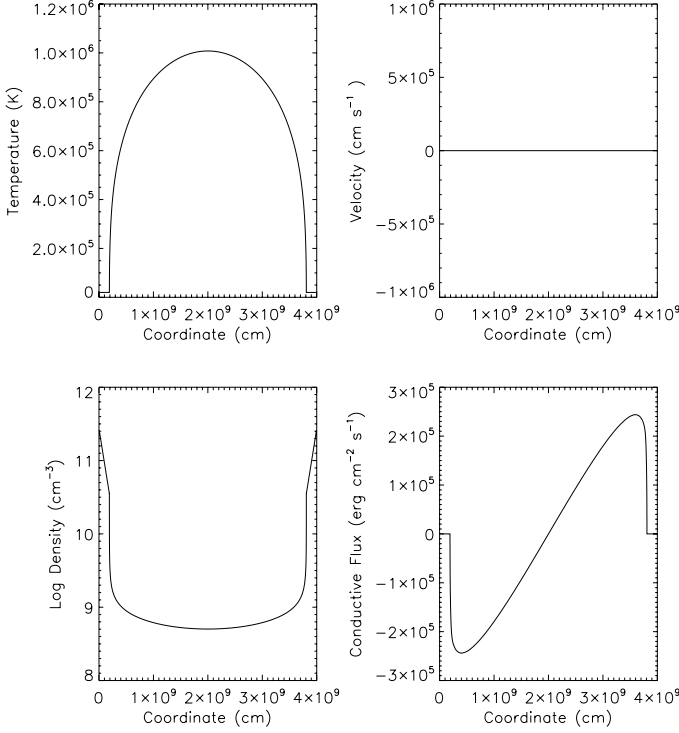 Temperature (K)
1.2×10⁶
1.0×10⁶
8.0×10⁵
6.0×10⁵
4.0×10⁵
2.0×10⁵
0
0 1×10⁹ 2×10⁹ 3×10⁹ 4×10⁹
Coordinate (cm)
Velocity (cm s⁻¹ )
1×10⁶
5×10⁵
0
−5×10⁵
−1×10⁶
0 1×10⁹ 2×10⁹ 3×10⁹ 4×10⁹
Coordinate (cm)
Log Density (cm⁻³)
12
11
10
9
8
0 1×10⁹ 2×10⁹ 3×10⁹ 4×10⁹
Coordinate (cm)
Conductive Flux (erg cm⁻² s⁻¹)
3×10⁵
2×10⁵
1×10⁵
0
−1×10⁵
−2×10⁵
−3×10⁵
0 1×10⁹ 2×10⁹ 3×10⁹ 4×10⁹
Coordinate (cm)